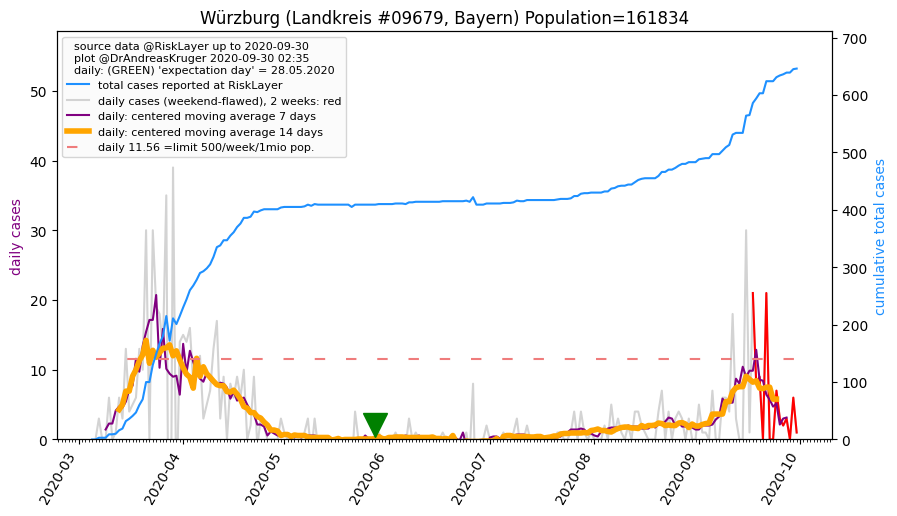 Würzburg (Landkreis #09679, Bayern) Population=161834
source data @RiskLayer up to 2020-09-30
plot @DrAndreasKruger 2020-09-30 02:35
daily: (GREEN) 'expectation day' = 28.05.2020
total cases reported at RiskLayer
daily cases (weekend-flawed), 2 weeks: red
daily: centered moving average 7 days
daily: centered moving average 14 days
daily 11.56 =limit 500/week/1mio pop.
daily cases
50
40
30
20
10
0
700
600
500
400
300
200
100
0
cumulative total cases
2020-03
2020-04
2020-05
2020-06
2020-07
2020-08
2020-09
2020-10